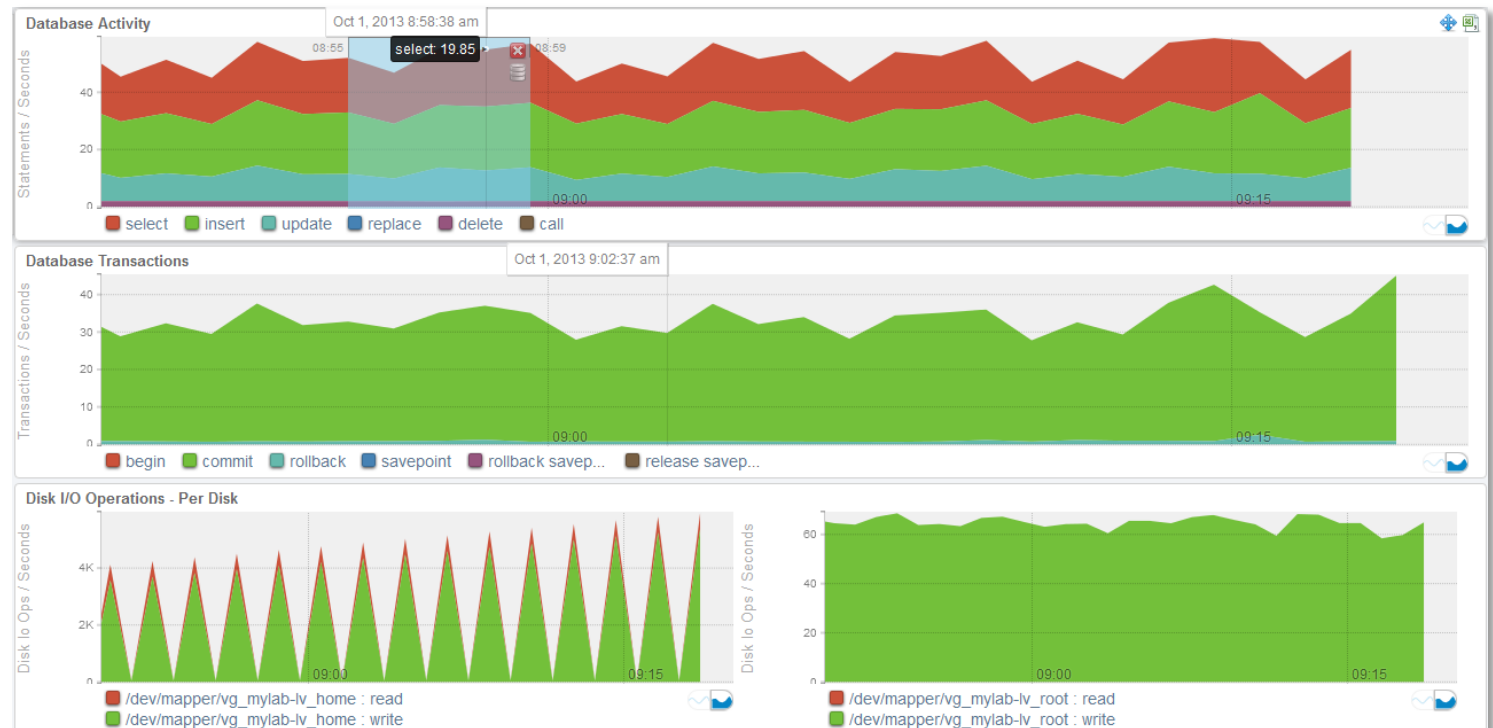 Database Activity
Oct 1, 2013 8:58:38 am
08:55
select: 19.85
08:59
Statements / Seconds
40
20
0
09:00
09:15
select insert update replace delete call
Database Transactions
Oct 1, 2013 9:02:37 am
Transactions / Seconds
40
30
20
10
0
09:00
09:15
begin commit rollback savepoint rollback savep... release savep...
Disk I/O Operations - Per Disk
Disk Io Ops / Seconds
4K
2K
0
09:00
09:15
/dev/mapper/vg_mylab-lv_home : read
/dev/mapper/vg_mylab-lv_home : write
Disk Io Ops / Seconds
60
40
20
0
09:00
09:15
/dev/mapper/vg_mylab-lv_root : read
/dev/mapper/vg_mylab-lv_root : write